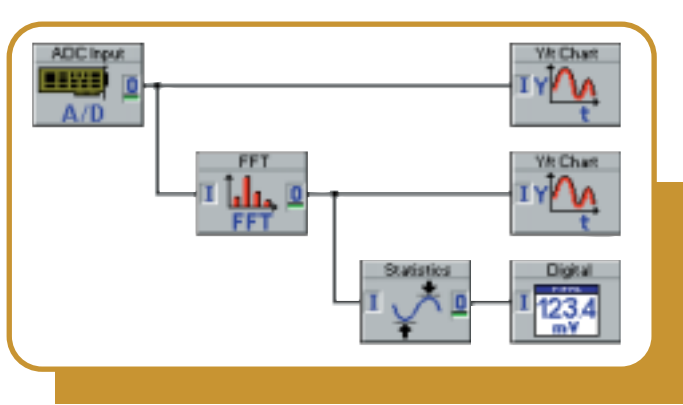 ADC Input
0
A/D
Y/t Chart
I Y
t
FFT
I
0
FFT
Y/t Chart
I Y
t
Statistics
I
0
Digital
I
123.4
mV